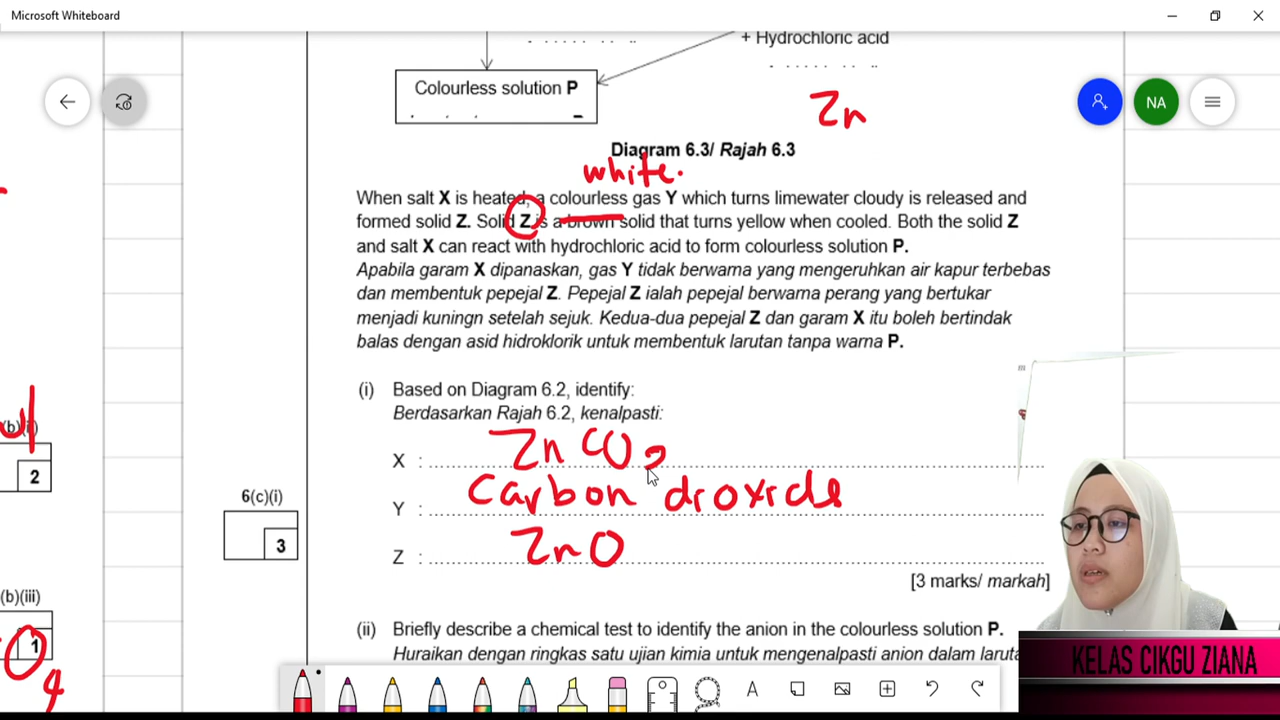 Microsoft Whiteboard
+ Hydrochloric acid
Colourless solution P
Zn
Diagram 6.3/ Rajah 6.3
white.
When salt X is heated, a colourless gas Y which turns limewater cloudy is released and
formed solid Z. Solid Z is a brown solid that turns yellow when cooled. Both the solid Z
and salt X can react with hydrochloric acid to form colourless solution P.
Apabila garam X dipanaskan, gas Y tidak berwarna yang mengeruhkan air kapur terbebas
dan membentuk pepejal Z. Pepejal Z ialah pepejal berwarna perang yang bertukar
menjadi kuningn setelah sejuk. Kedua-dua pepejal Z dan garam X itu boleh bertindak
balas dengan asid hidroklorik untuk membentuk larutan tanpa warna P.
(i) Based on Diagram 6.2, identify:
Berdasarkan Rajah 6.2, kenalpasti:
X : ZnCO3
Y : Carbon dioxide
Z : ZnO
[3 marks/ markah]
(ii) Briefly describe a chemical test to identify the anion in the colourless solution P.
Huraikan dengan ringkas satu ujian kimia untuk mengenalpasti anion dalam
(b)(i)
2
6(c)(i)
3
(b)(iii)
1
O4
NA
KELAS CIKGU ZIANA
A